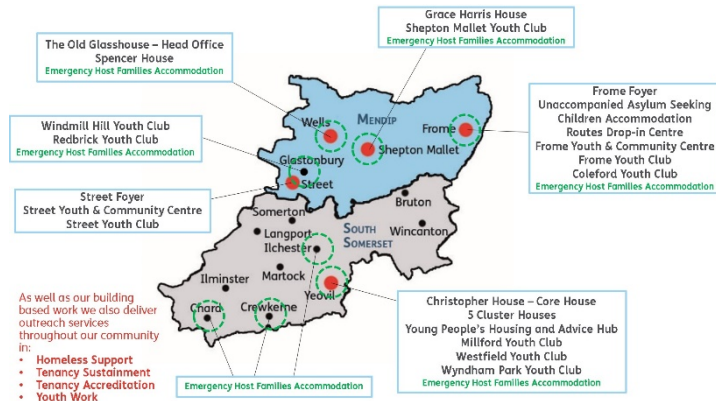 Grace Harris House
Shepton Mallet Youth Club
Emergency Host Families Accommodation
The Old Glasshouse – Head Office
Spencer House
Emergency Host Families Accommodation
Frome Foyer
Unaccompanied Asylum Seeking
Children Accommodation
Routes Drop-in Centre
Frome Youth & Community Centre
Frome Youth Club
Coleford Youth Club
Emergency Host Families Accommodation
Windmill Hill Youth Club
Redbrick Youth Club
Emergency Host Families Accommodation
Street Foyer
Street Youth & Community Centre
Street Youth Club
MENDIP
Wells
Frome
Shepton Mallet
Glastonbury
Street
Bruton
Somerton
Wincanton
Langport
SOUTH
SOMERSET
Ilchester
Martock
Ilminster
Yeovil
Chard
Crewkerne
As well as our building
based work we also deliver
outreach services
throughout our community
in:
• Homeless Support
• Tenancy Sustainment
• Tenancy Accreditation
• Youth Work
Emergency Host Families Accommodation
Christopher House – Core House
5 Cluster Houses
Young People's Housing and Advice Hub
Millford Youth Club
Westfield Youth Club
Wyndham Park Youth Club
Emergency Host Families Accommodation